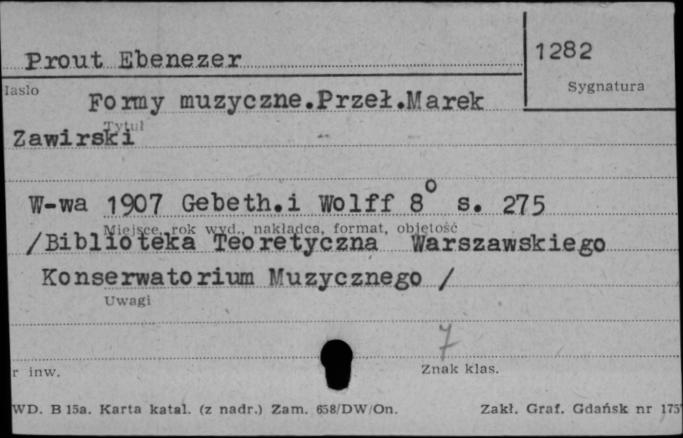 Prout Ebenezer
1282
Hasło
Sygnatura
Formy muzyczne.Przeł.Marek
Tytuł
Zawirski
W-wa 1907 Gebeth.i Wolff 8° s. 275
Miejsce, rok wyd., nakładca, format, objętość
/Biblioteka Teoretyczna Warszawskiego
Konserwatorium Muzycznego /
Uwagi
7
r inw.
Znak klas.
WD. B 15a. Karta katal. (z nadr.) Zam. 658/DW/On.
Zakł. Graf. Gdańsk nr 175